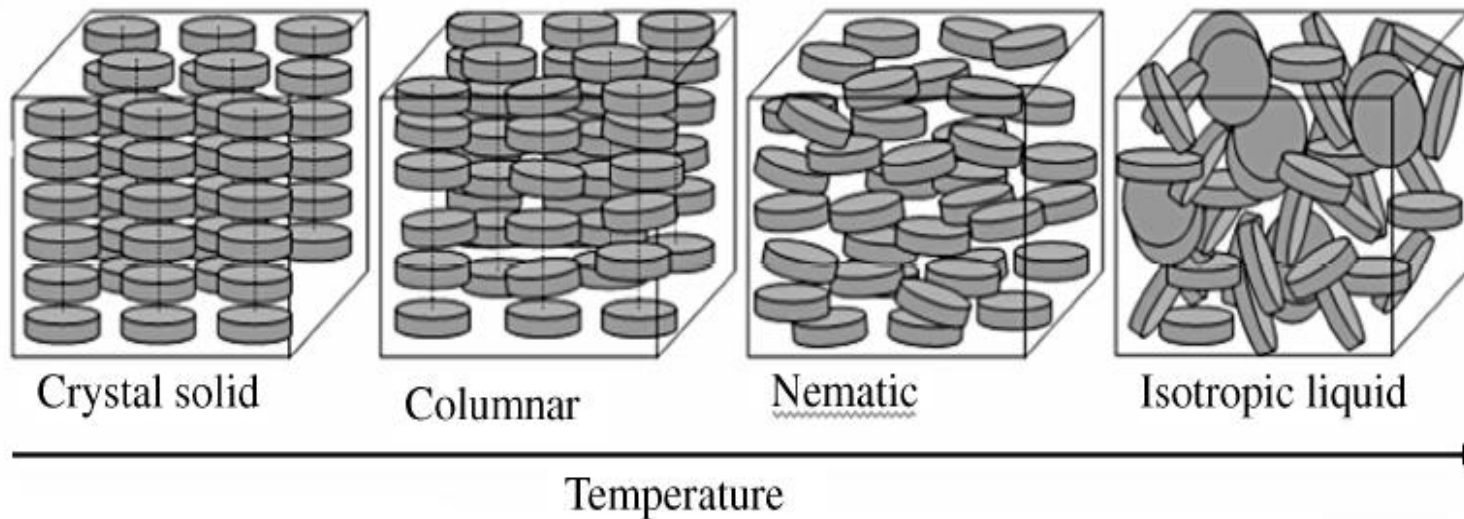 Crystal solid
Columnar
Nematic
Isotropic liquid
Temperature